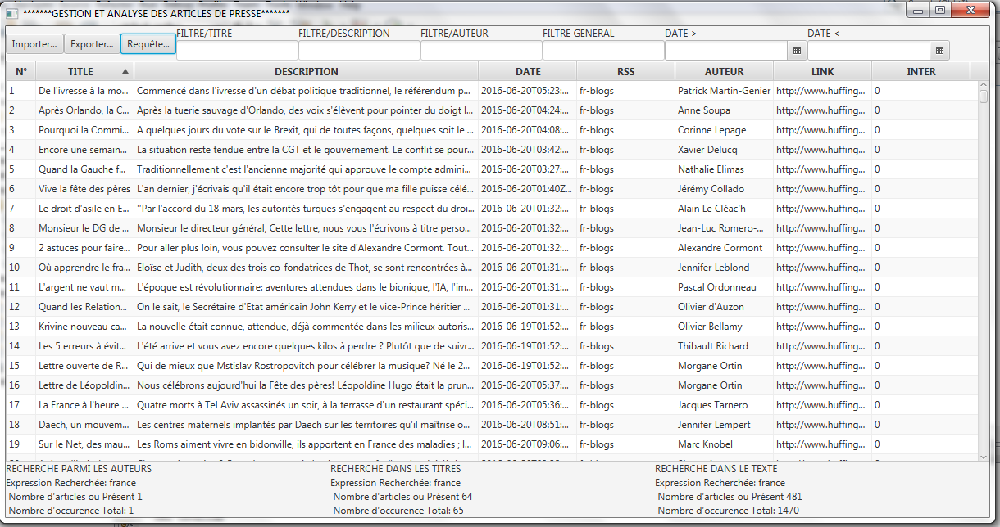 *******GESTION ET ANALYSE DES ARTICLES DE PRESSE*******
Importer... Exporter... Requête... FILTRE/TITRE FILTRE/DESCRIPTION FILTRE/AUTEUR FILTRE GENERAL DATE > DATE <
N° TITLE DESCRIPTION DATE RSS AUTEUR LINK INTER
1 De l'ivresse à la mo... Commencé dans l'ivresse d'un débat politique traditionnel, le référendum p... 2016-06-20T05:23:... fr-blogs Patrick Martin-Genier http://www.huffing... 0
2 Après Orlando, la C... Après la tuerie sauvage d'Orlando, des voix s'élèvent pour pointer du doigt l... 2016-06-20T04:24:... fr-blogs Anne Soupa http://www.huffing... 0
3 Pourquoi la Commi... A quelques jours du vote sur le Brexit, qui de toutes façons, quelques soit le ... 2016-06-20T04:08:... fr-blogs Corinne Lepage http://www.huffing... 0
4 Encore une semain... La situation reste tendue entre la CGT et le gouvernement. Le conflit se pour... 2016-06-20T03:42:... fr-blogs Xavier Delucq http://www.huffing... 0
5 Quand la Gauche f... Traditionnellement c'est l'ancienne majorité qui approuve le compte admini... 2016-06-20T03:27:... fr-blogs Nathalie Elimas http://www.huffing... 0
6 Vive la fête des pères L'an dernier, j'écrivais qu'il était encore trop tôt pour que ma fille puisse célé... 2016-06-20T01:40Z... fr-blogs Jérémy Collado http://www.huffing... 0
7 Le droit d'asile en E... "Par l'accord du 18 mars, les autorités turques s'engagent au respect du droi... 2016-06-20T01:32:... fr-blogs Alain Le Cléac'h http://www.huffing... 0
8 Monsieur le DG de ... Monsieur le directeur général, Cette lettre, nous vous l'écrivons à titre perso... 2016-06-20T01:32:... fr-blogs Jean-Luc Romero-... http://www.huffing... 0
9 2 astuces pour faire... Pour aller plus loin, vous pouvez consulter le site d'Alexandre Cormont. Tout... 2016-06-20T01:32:... fr-blogs Alexandre Cormont http://www.huffing... 0
10 Où apprendre le fra... Eloïse et Judith, deux des trois co-fondatrices de Thot, se sont rencontrées à... 2016-06-20T01:31:... fr-blogs Jennifer Leblond http://www.huffing... 0
11 L'argent ne vaut m... L'époque est révolutionnaire: aventures attendues dans le bionique, l'IA, l'im... 2016-06-20T01:31:... fr-blogs Pascal Ordonneau http://www.huffing... 0
12 Quand les Relation... On le sait, le Secrétaire d'Etat américain John Kerry et le vice-Prince héritier ... 2016-06-20T01:31:... fr-blogs Olivier d'Auzon http://www.huffing... 0
13 Krivine nouveau ca... La nouvelle était connue, attendue, déjà commentée dans les milieux autoris... 2016-06-19T01:52:... fr-blogs Olivier Bellamy http://www.huffing... 0
14 Les 5 erreurs à évit... L'été arrive et vous avez encore quelques kilos à perdre ? Plutôt que de suivr... 2016-06-19T01:52:... fr-blogs Thibault Richard http://www.huffing... 0
15 Lettre ouverte de R... Qui de mieux que Mstislav Rostropovitch pour célébrer la musique? Né le 2... 2016-06-19T01:52:... fr-blogs Morgane Ortin http://www.huffing... 0
16 Lettre de Léopoldin... Nous célébrons aujourd'hui la Fête des pères! Léopoldine Hugo était la prun... 2016-06-20T05:37:... fr-blogs Morgane Ortin http://www.huffing... 0
17 La France à l'heure ... Quatre morts à Tel Aviv assassinés un soir, à la terrasse d'un restaurant spéci... 2016-06-20T05:36:... fr-blogs Jacques Tarnero http://www.huffing... 0
18 Daech, un mouvem... Les centres maternels implantés par Daech sur les territoires qu'il maîtrise o... 2016-06-20T08:51:... fr-blogs Jennifer Lempert http://www.huffing... 0
19 Sur le Net, des mau... Les Roms aiment vivre en bidonville, ils apportent en France des maladies ; l... 2016-06-20T09:06:... fr-blogs Marc Knobel http://www.huffing... 0
RECHERCHE PARMI LES AUTEURS RECHERCHE DANS LES TITRES RECHERCHE DANS LE TEXTE
Expression Recherchée: france Expression Recherchée: france Expression Recherchée: france
Nombre d'articles ou Présent 1 Nombre d'articles ou Présent 64 Nombre d'articles ou Présent 481
Nombre d'occurence Total: 1 Nombre d'occurence Total: 65 Nombre d'occurence Total: 1470